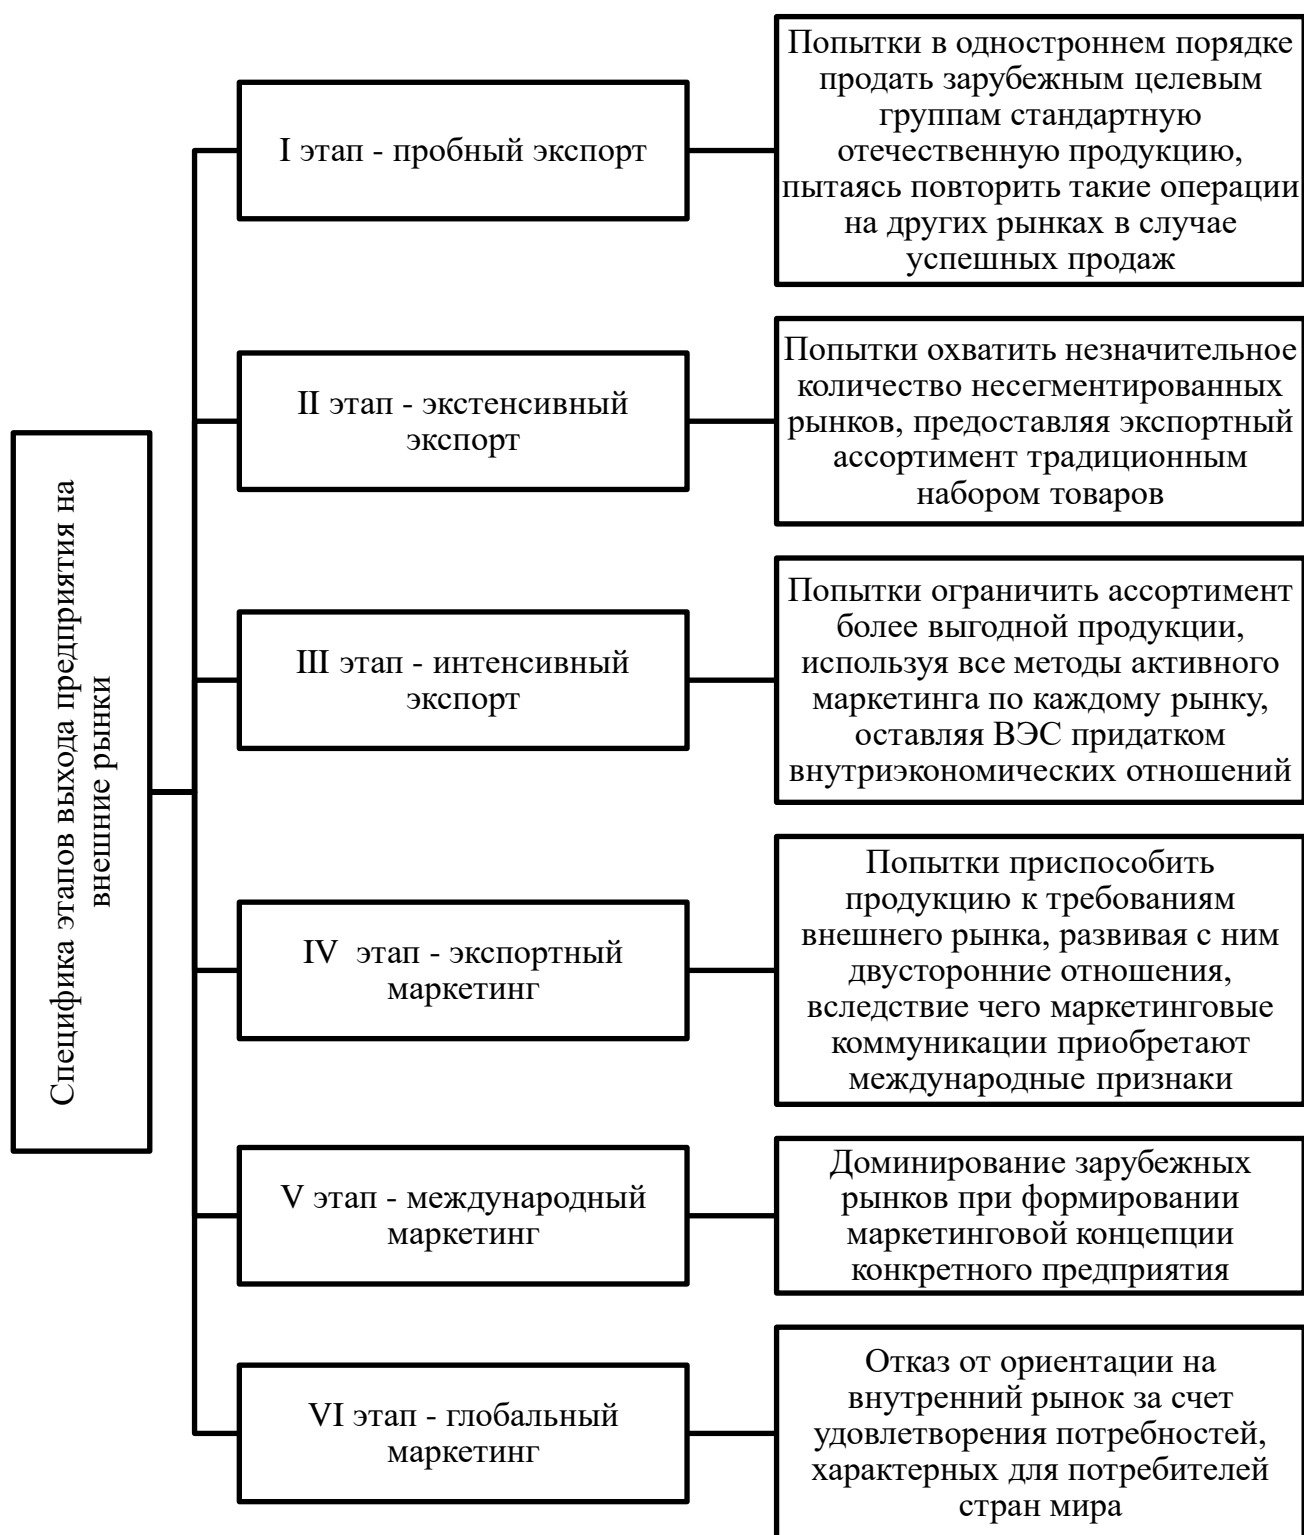 Специфика этапов выхода предприятия на
внешние рынки
I этап - пробный экспорт
Попытки в одностроннем порядке
продать зарубежным целевым
группам стандартную
отечественную продукцию,
пытаясь повторить такие операции
на других рынках в случае
успешных продаж
II этап - экстенсивный
экспорт
Попытки охватить незначительное
количество несегментированных
рынков, предоставляя экспортный
ассортимент традиционным
набором товаров
III этап - интенсивный
экспорт
Попытки ограничить ассортимент
более выгодной продукции,
используя все методы активного
маркетинга по каждому рынку,
оставляя ВЭС придатком
внутриэкономических отношений
IV  этап - экспортный
маркетинг
Попытки приспособить
продукцию к требованиям
внешнего рынка, развивая с ним
двусторонние отношения,
вследствие чего маркетинговые
коммуникации приобретают
международные признаки
V этап - международный
маркетинг
Доминирование зарубежных
рынков при формировании
маркетинговой концепции
конкретного предприятия
VI этап - глобальный
маркетинг
Отказ от ориентации на
внутренний рынок за счет
удовлетворения потребностей,
характерных для потребителей
стран мира